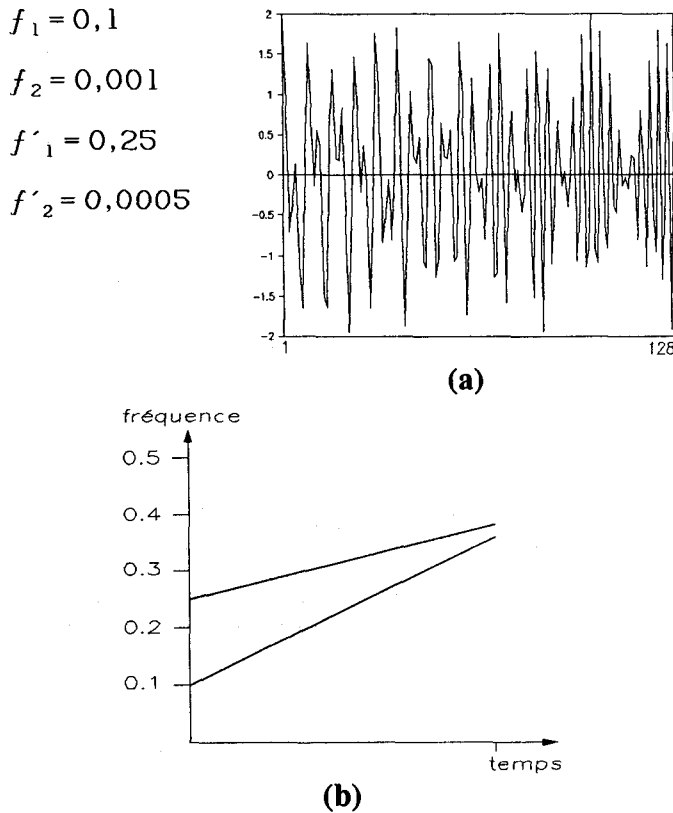 f₁ = 0,1
f₂ = 0,001
f′₁ = 0,25
f′₂ = 0,0005
2
1.5
1
0.5
0
-0.5
-1
-1.5
-2
1 128
(a)
fréquence
0.5
0.4
0.3
0.2
0.1
temps
(b)